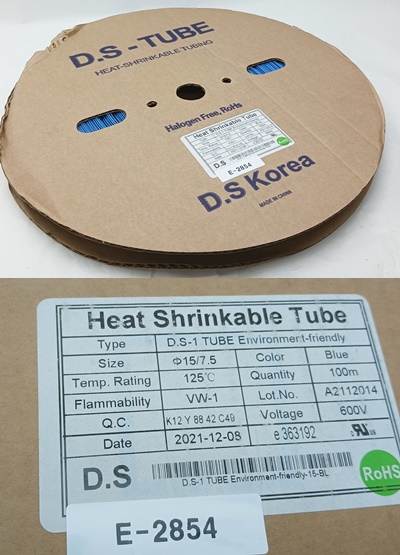 D.S - TUBE
HEAT-SHRINKABLE TUBING
Halogen Free, RoHs
Heat Shrinkable Tube
D.S
E-2854
D.S Korea
MADE IN CHINA
Heat Shrinkable Tube
Type D.S-1 TUBE Environment-friendly
Size Φ15/7.5 Color Blue
Temp. Rating 125℃ Quantity 100m
Flammability VW-1 Lot.No. A2112014
Q.C. K12 Y 88 42 C49 Voltage 600V
Date 2021-12-08 e 363192
D.S
D.S-1 TUBE Environment-friendly-15-BL
RoHS
E-2854